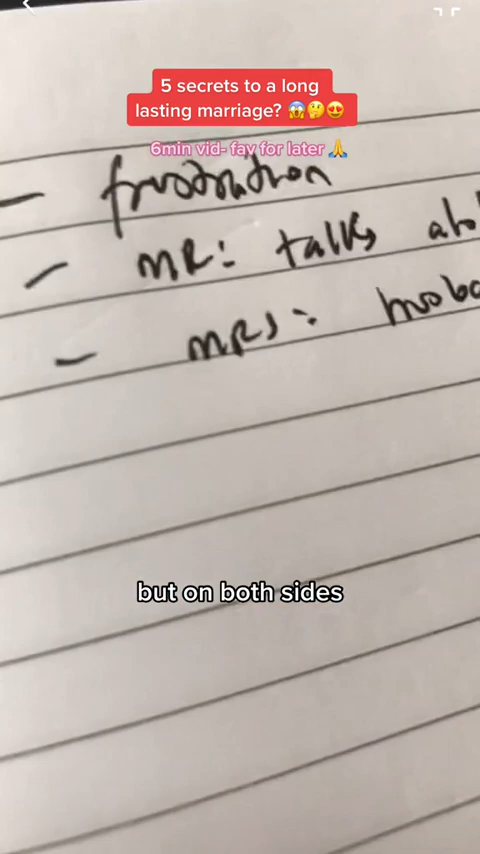 5 secrets to a long
lasting marriage? 😱🤔😍
6min vid- fav for later 🙏
- frustration
- MR: talks
- MRS:
but on both sides